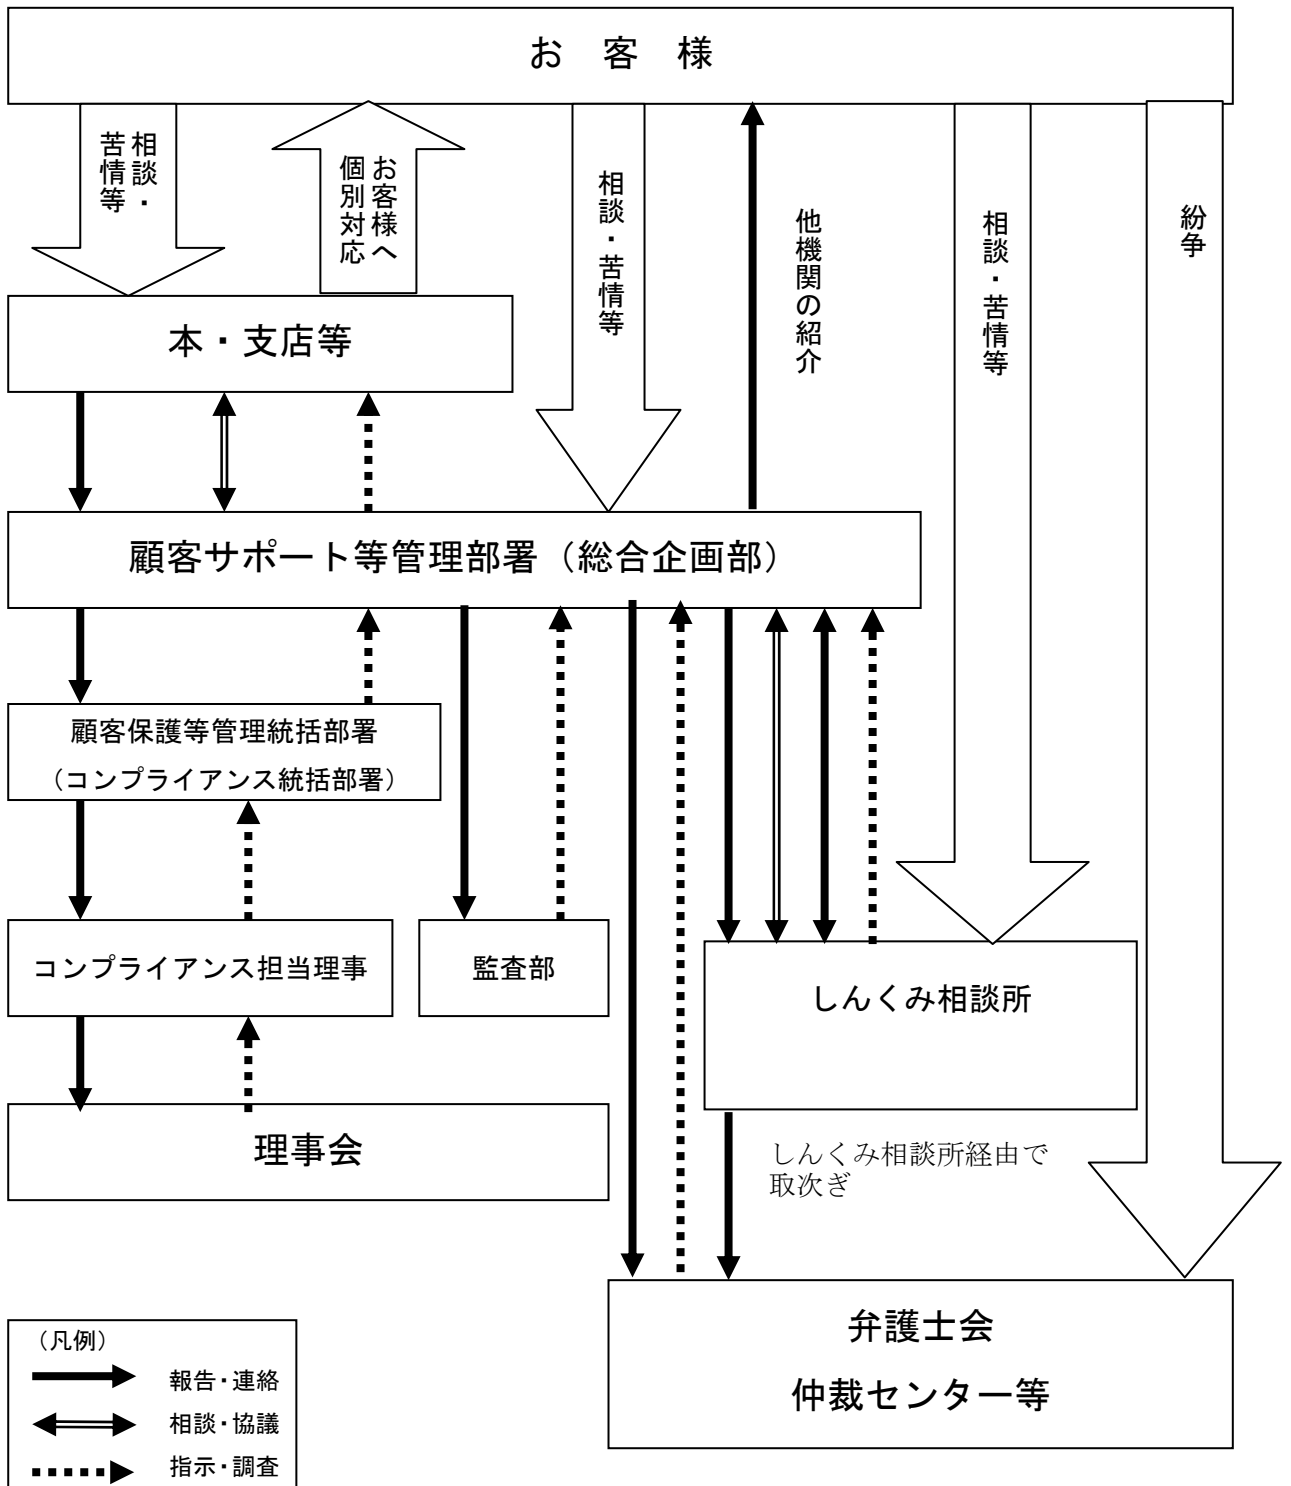 お 客 様
相談・
苦情等
お客様へ
個別対応
相談・苦情等
他機関の紹介
相談・苦情等
紛争
本・支店等
顧客サポート等管理部署（総合企画部）
顧客保護等管理統括部署
（コンプライアンス統括部署）
コンプライアンス担当理事
監査部
しんくみ相談所
理事会
しんくみ相談所経由で
取次ぎ
弁護士会
仲裁センター等
（凡例）
報告・連絡
相談・協議
指示・調査